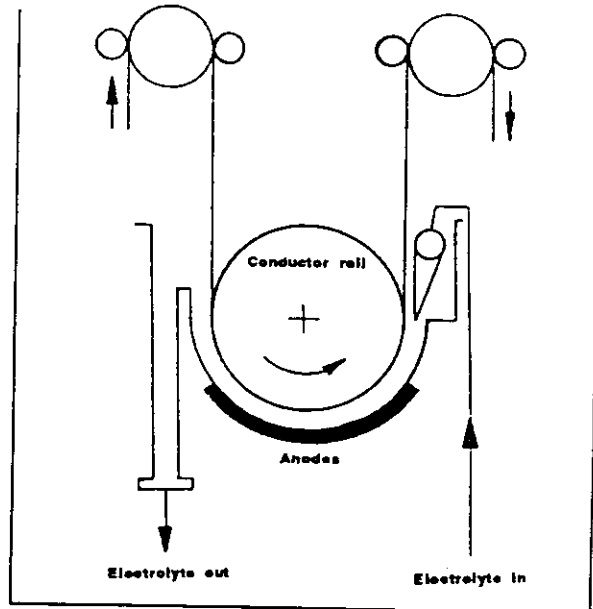 Conductor roll
Anodes
Electrolyte out
Electrolyte in